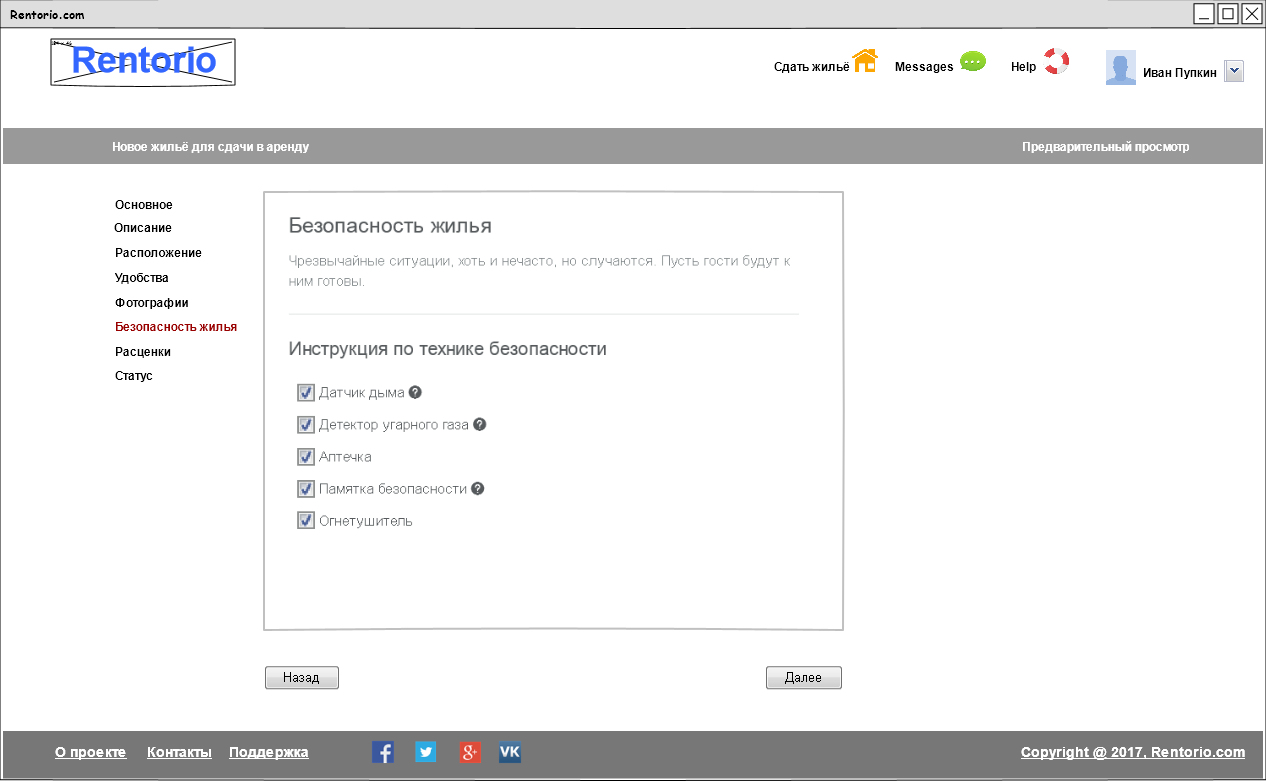 Rentorio.com
Rentorio
Сдать жильё
Messages
Help
Иван Пупкин
Новое жильё для сдачи в аренду
Предварительный просмотр
Основное
Описание
Расположение
Удобства
Фотографии
Безопасность жилья
Расценки
Статус
Безопасность жилья
Чрезвычайные ситуации, хоть и нечасто, но случаются. Пусть гости будут к
ним готовы.
Инструкция по технике безопасности
Датчик дыма ?
Детектор угарного газа ?
Аптечка
Памятка безопасности ?
Огнетушитель
Назад
Далее
О проекте
Контакты
Поддержка
Copyright @ 2017, Rentorio.com